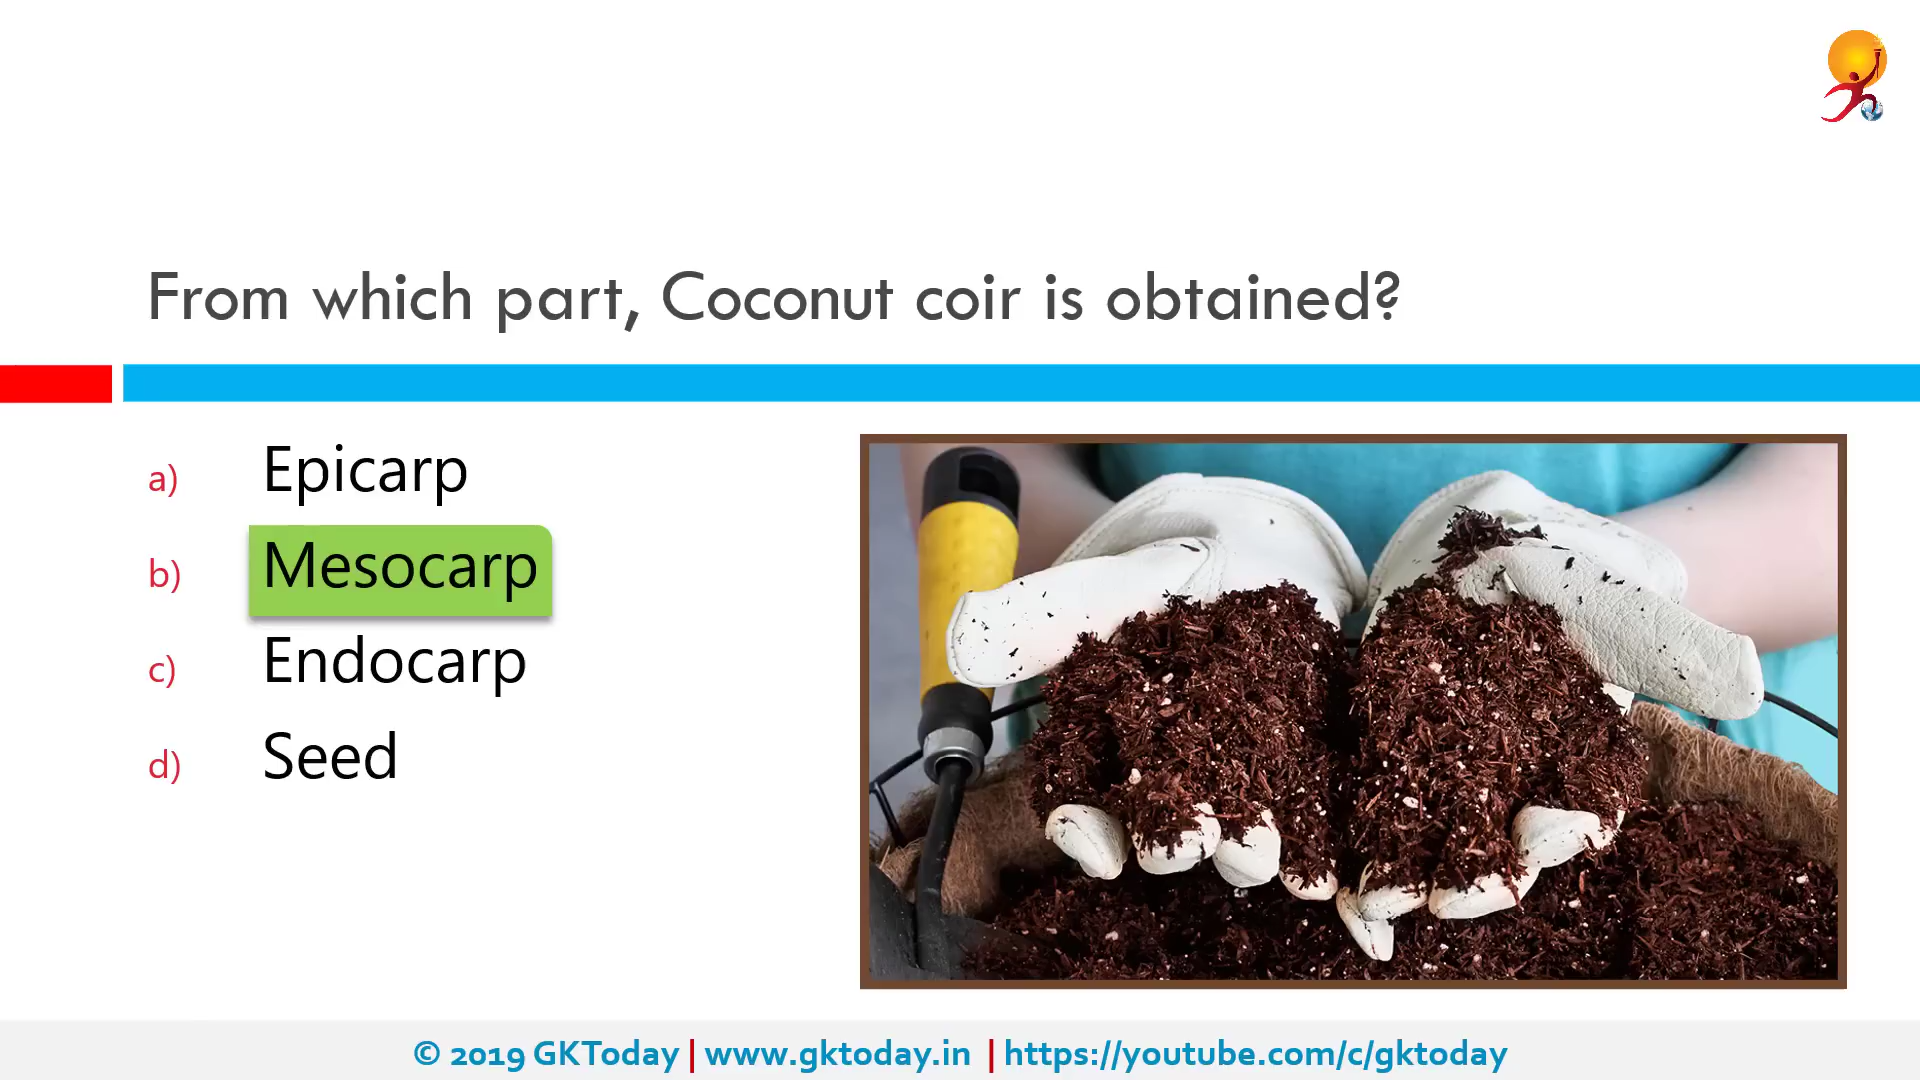 From which part, Coconut coir is obtained?
a) Epicarp
b) Mesocarp
c) Endocarp
d) Seed
© 2019 GKToday | www.gktoday.in | https://youtube.com/c/gktoday